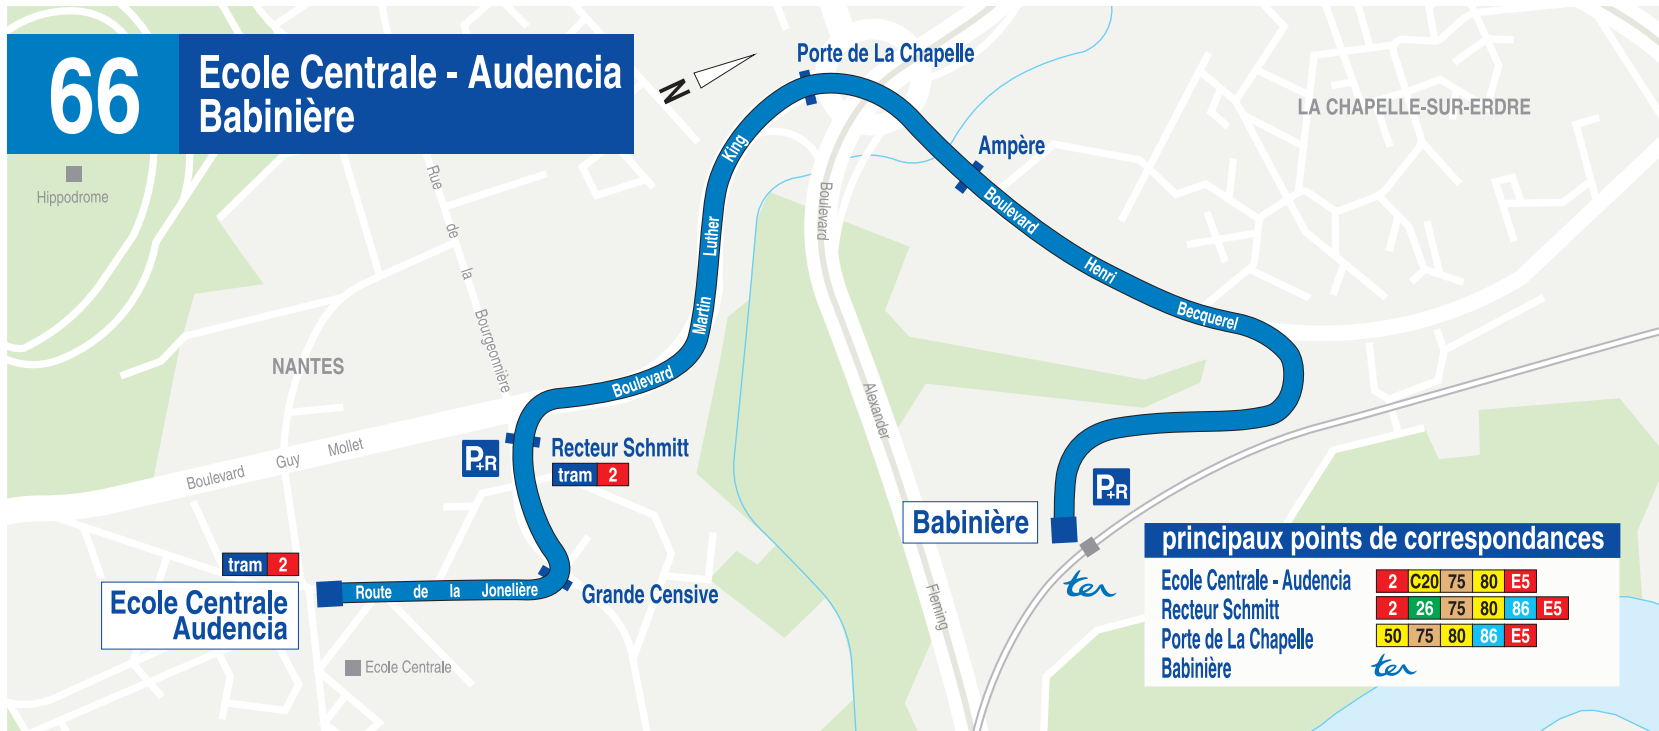 66
Ecole Centrale - Audencia
Babinière
N
Porte de La Chapelle
LA CHAPELLE-SUR-ERDRE
Ampère
Hippodrome
Rue de la Bourgeonnière
Boulevard Martin Luther King
Boulevard Alexander Fleming
Boulevard Henri Becquerel
NANTES
Boulevard Guy Mollet
P+R
Recteur Schmitt
tram 2
P+R
Babinière
ter
tram 2
Ecole Centrale
Audencia
Route de la Jonelière
Grande Censive
Ecole Centrale
principaux points de correspondances
Ecole Centrale - Audencia 2 C20 75 80 E5
Recteur Schmitt 2 26 75 80 86 E5
Porte de La Chapelle 50 75 80 86 E5
Babinière ter